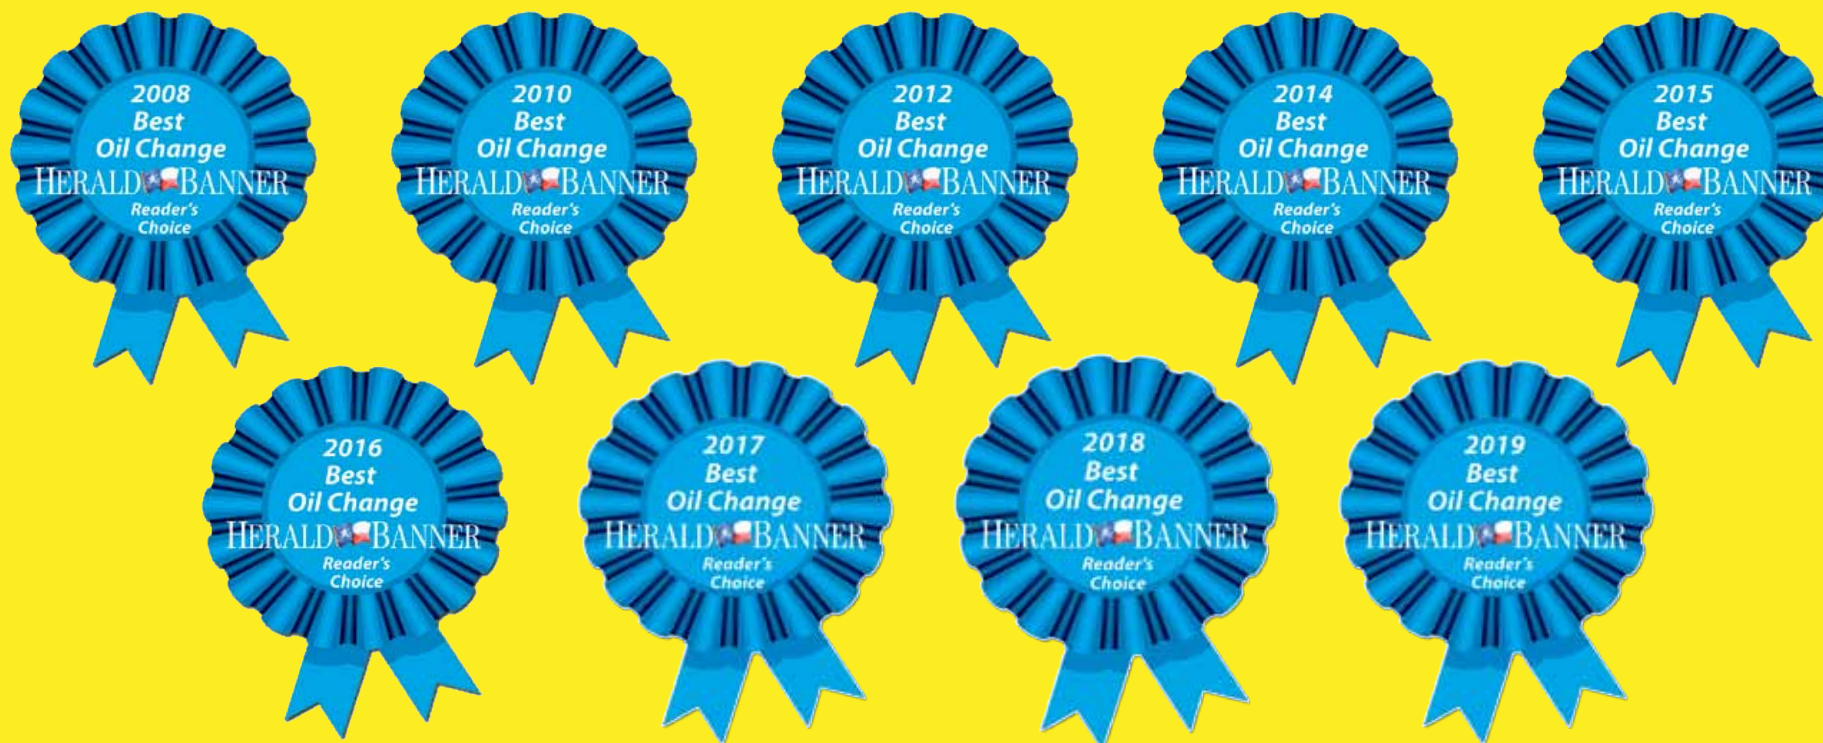 2008
Best
Oil Change
HERALD BANNER
Reader's
Choice
2010
Best
Oil Change
HERALD BANNER
Reader's
Choice
2012
Best
Oil Change
HERALD BANNER
Reader's
Choice
2014
Best
Oil Change
HERALD BANNER
Reader's
Choice
2015
Best
Oil Change
HERALD BANNER
Reader's
Choice
2016
Best
Oil Change
HERALD BANNER
Reader's
Choice
2017
Best
Oil Change
HERALD BANNER
Reader's
Choice
2018
Best
Oil Change
HERALD BANNER
Reader's
Choice
2019
Best
Oil Change
HERALD BANNER
Reader's
Choice